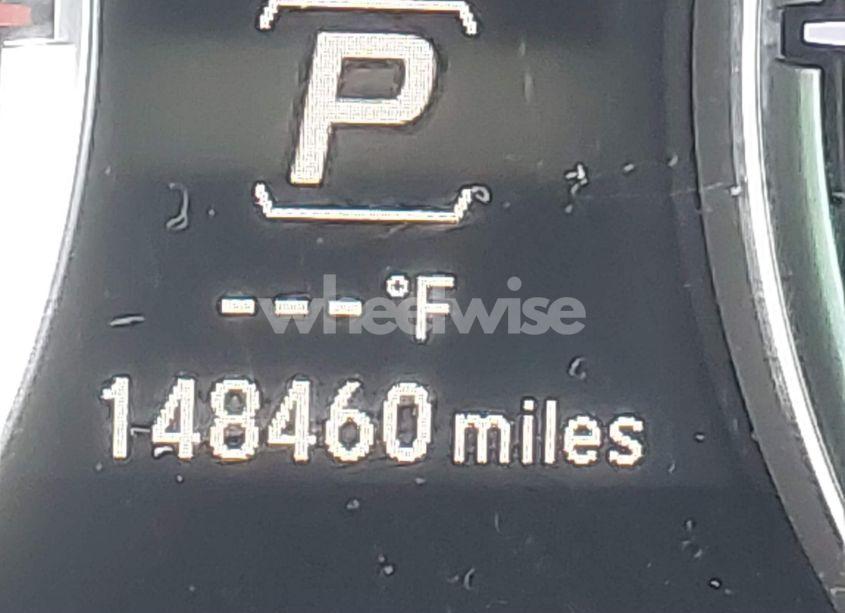 P
--- °F
wheelwise
148460 miles